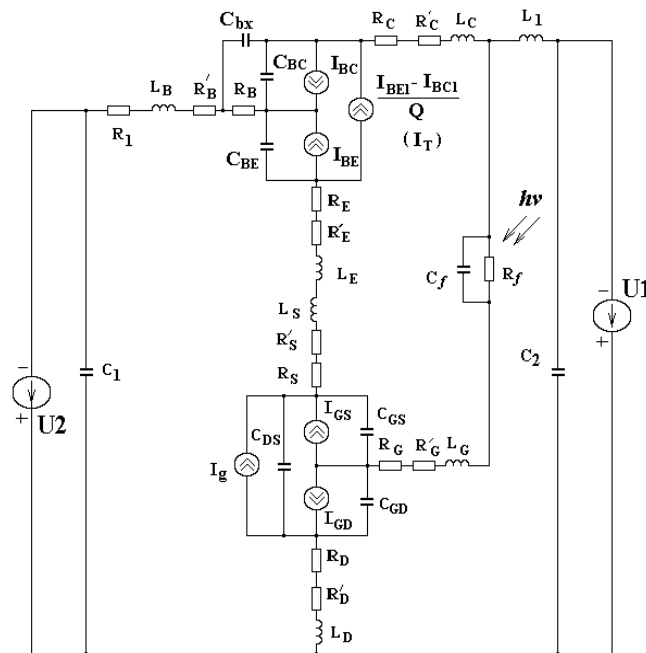 C_bx
R_C
R'_C
L_C
L_1
C_BC
I_BC
I_BE1 - I_BC1
Q
(I_T)
L_B
R'_B
R_B
R_1
C_BE
I_BE
R_E
R'_E
hν
L_E
C_f
R_f
U1
L_S
R'_S
C_1
C_2
R_S
U2
I_GS
C_GS
C_DS
R_G
R'_G
L_G
I_g
C_GD
I_GD
R_D
R'_D
L_D